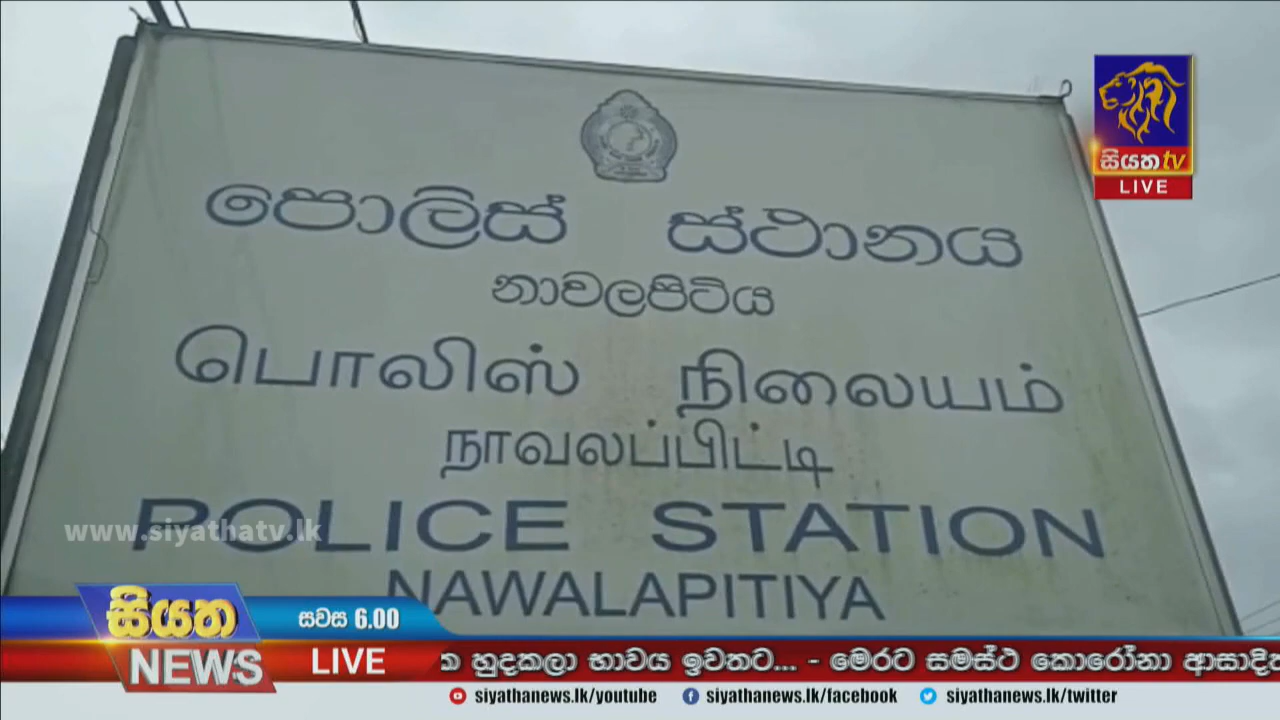 සියත tv
LIVE
පොලිස් ස්ථානය
නාවලපිටිය
பொலிஸ் நிலையம்
நாவலப்பிட்டி
POLICE STATION
www.siyathatv.lk
NAWALAPITIYA
සියත
සවස 6.00
NEWS
LIVE
ක හුදකලා භාවය ඉවතට... - මෙරට සමස්ථ කොරෝනා ආසාදිත
siyathanews.lk/youtube
siyathanews.lk/facebook
siyathanews.lk/twitter